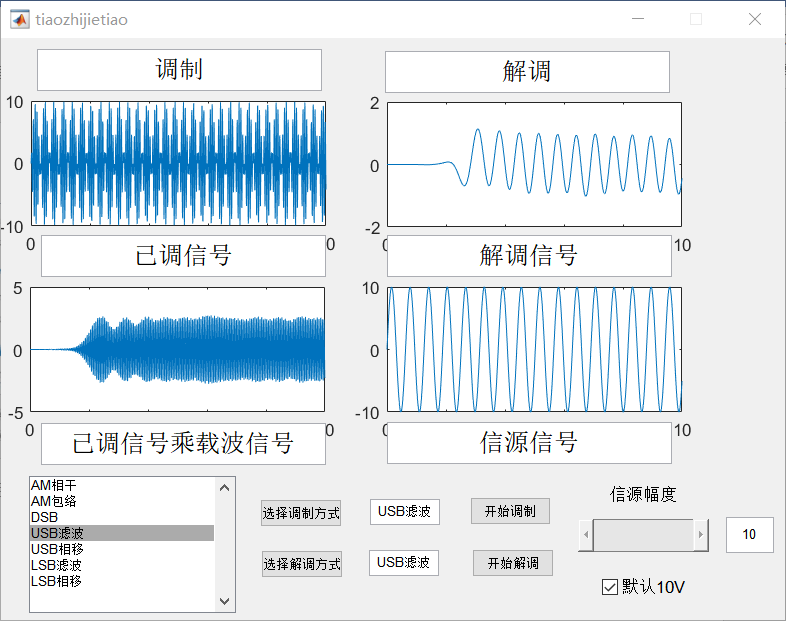 tiaozhijietiao
调制
解调
10
0
-10
0
0
2
0
-2
0
10
已调信号
解调信号
5
0
-5
0
0
10
0
-10
0
10
已调信号乘载波信号
信源信号
AM相干
AM包络
DSB
USB滤波
USB相移
LSB滤波
LSB相移
选择调制方式
USB滤波
开始调制
选择解调方式
USB滤波
开始解调
信源幅度
10
默认10V